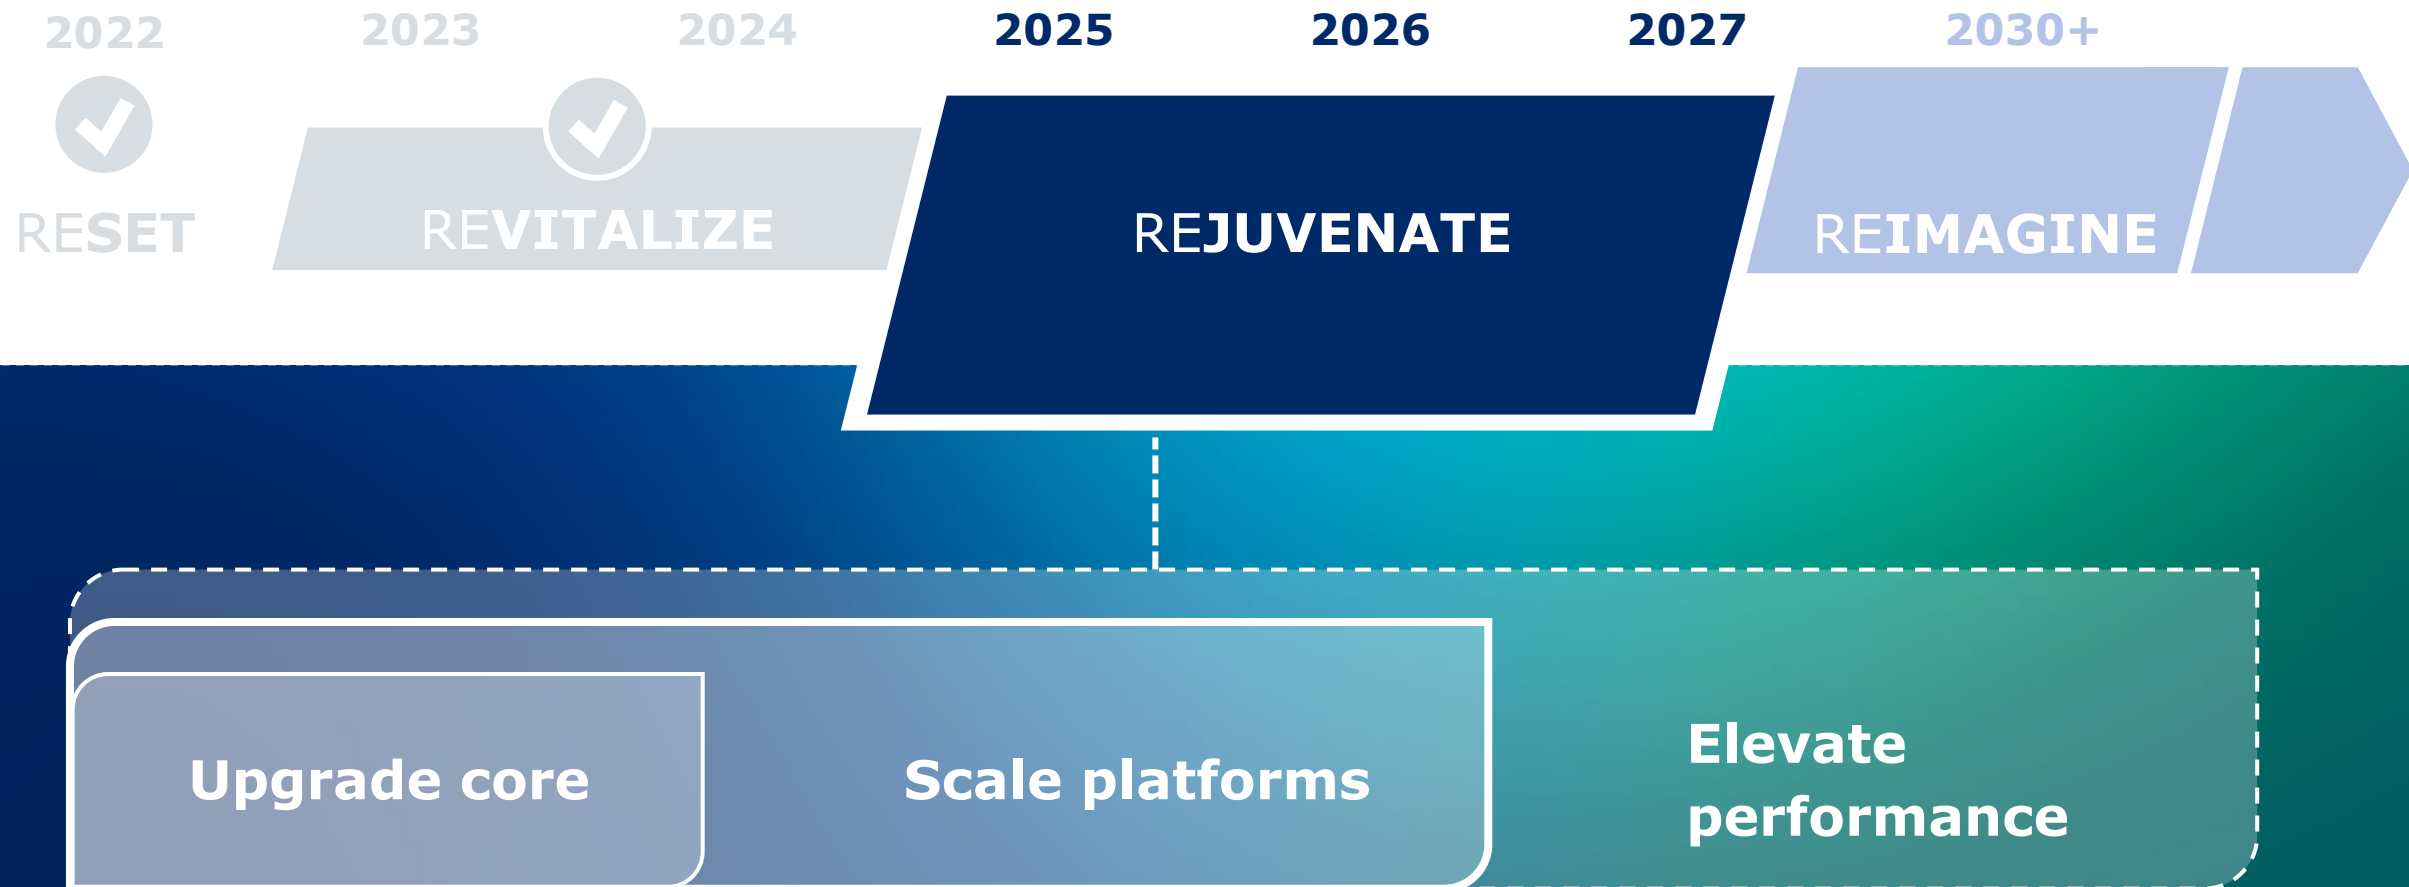 2022 2023 2024 2025 2026 2027 2030+
RESET REVITALIZE REJUVENATE REIMAGINE
Upgrade core
Scale platforms
Elevate
performance